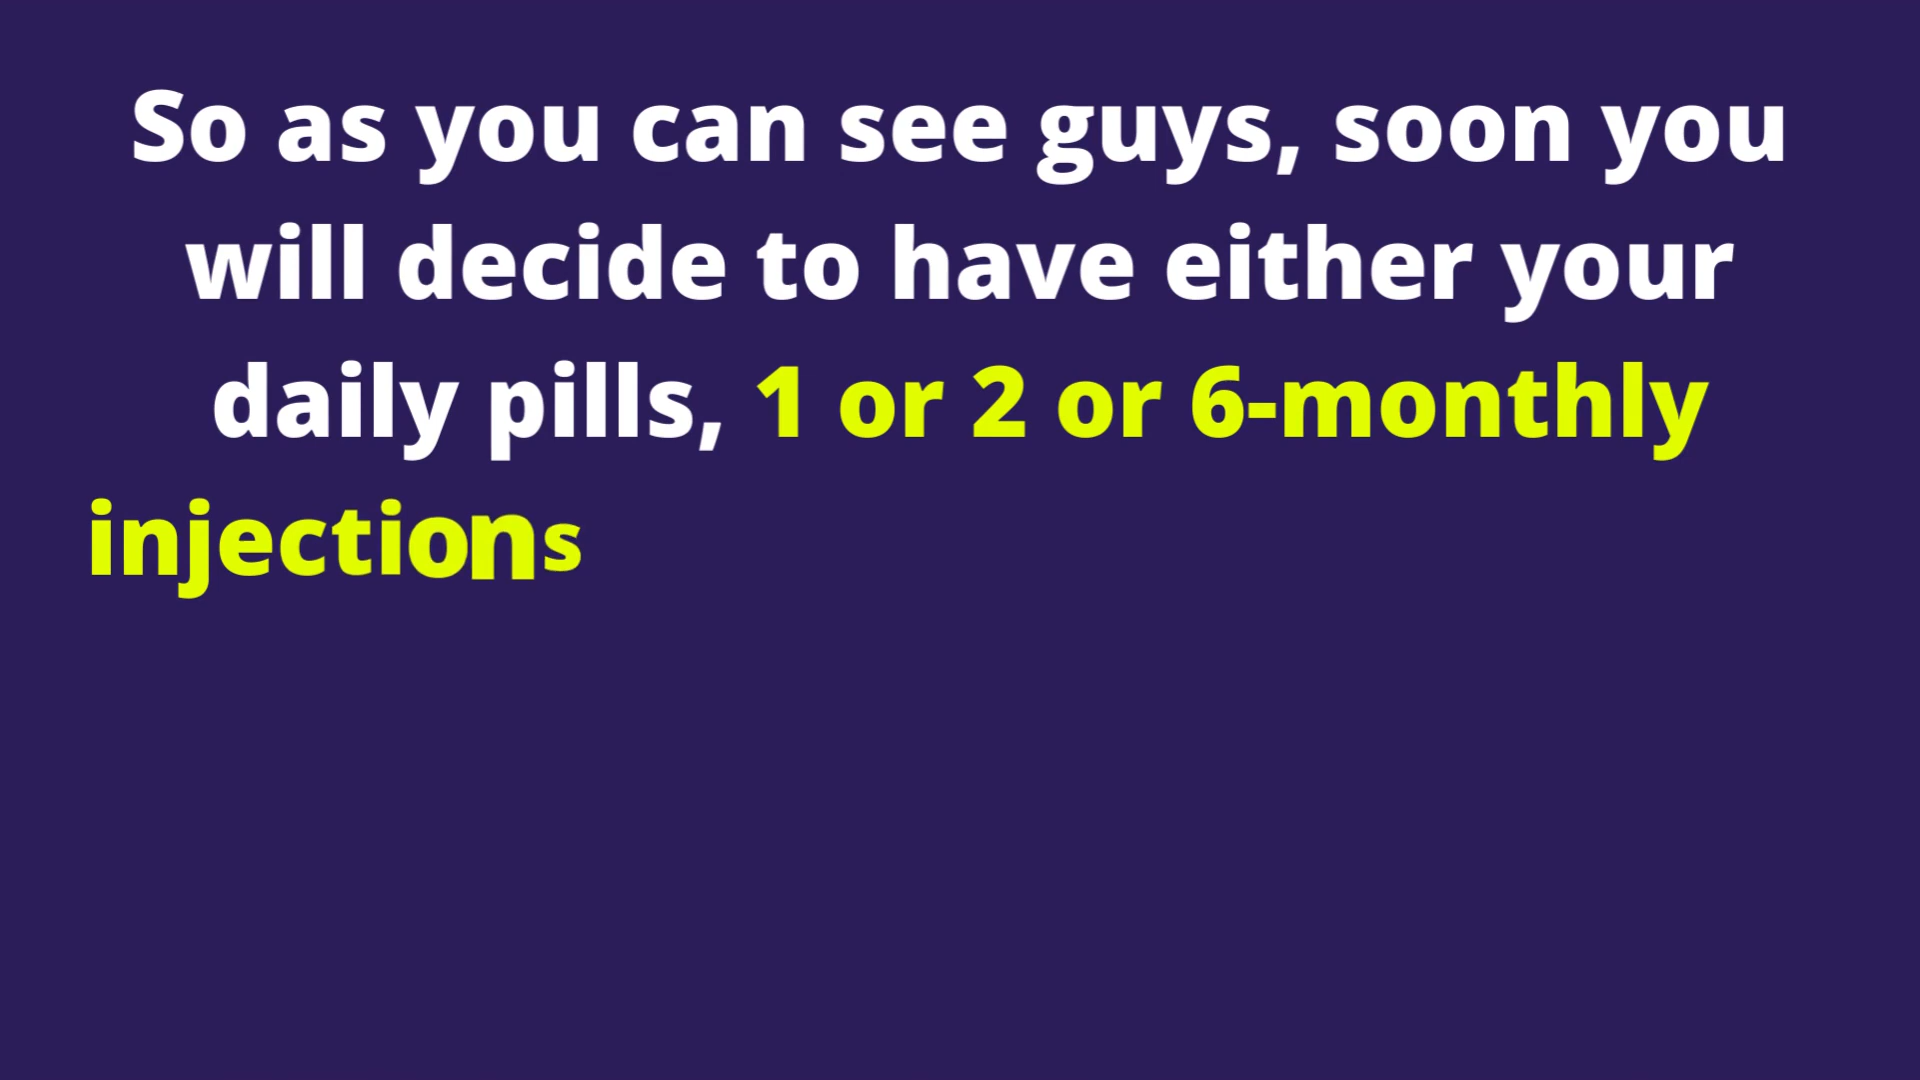 So as you can see guys, soon you
will decide to have either your
daily pills, 1 or 2 or 6-monthly
injections